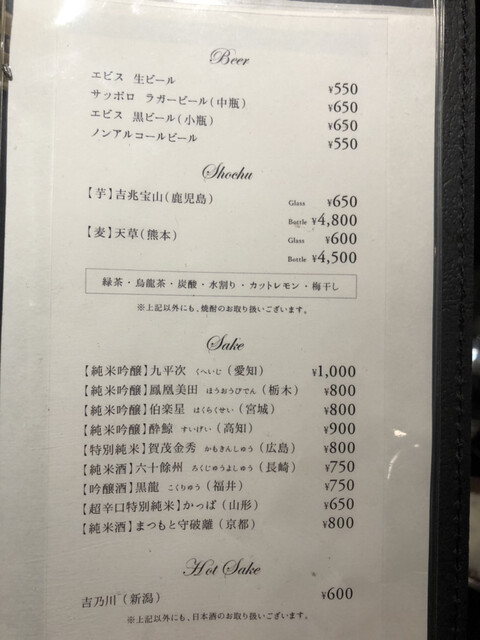 Beer
エビス 生ビール ¥550
サッポロ ラガービール(中瓶) ¥650
エビス 黒ビール(小瓶) ¥650
ノンアルコールビール ¥550
Shochu
【芋】吉兆宝山(鹿児島) Glass ¥650
Bottle ¥4,800
【麦】天草(熊本) Glass ¥600
Bottle ¥4,500
緑茶・烏龍茶・炭酸・水割り・カットレモン・梅干し
※上記以外にも、焼酎のお取り扱いございます。
Sake
【純米吟醸】九平次 くへいじ(愛知) ¥1,000
【純米吟醸】鳳凰美田 ほうおうびでん(栃木) ¥800
【純米吟醸】伯楽星 はくらくせい(宮城) ¥800
【純米吟醸】酔鯨 すいげい(高知) ¥900
【特別純米】賀茂金秀 かもきんしゅう(広島) ¥800
【純米酒】六十餘州 ろくじゅうよしゅう(長崎) ¥750
【吟醸酒】黒龍 こくりゅう(福井) ¥750
【超辛口特別純米】かっぱ(山形) ¥650
【純米酒】まつもと守破離(京都) ¥800
Hot Sake
吉乃川(新潟) ¥600
※上記以外にも、日本酒のお取り扱いございます。